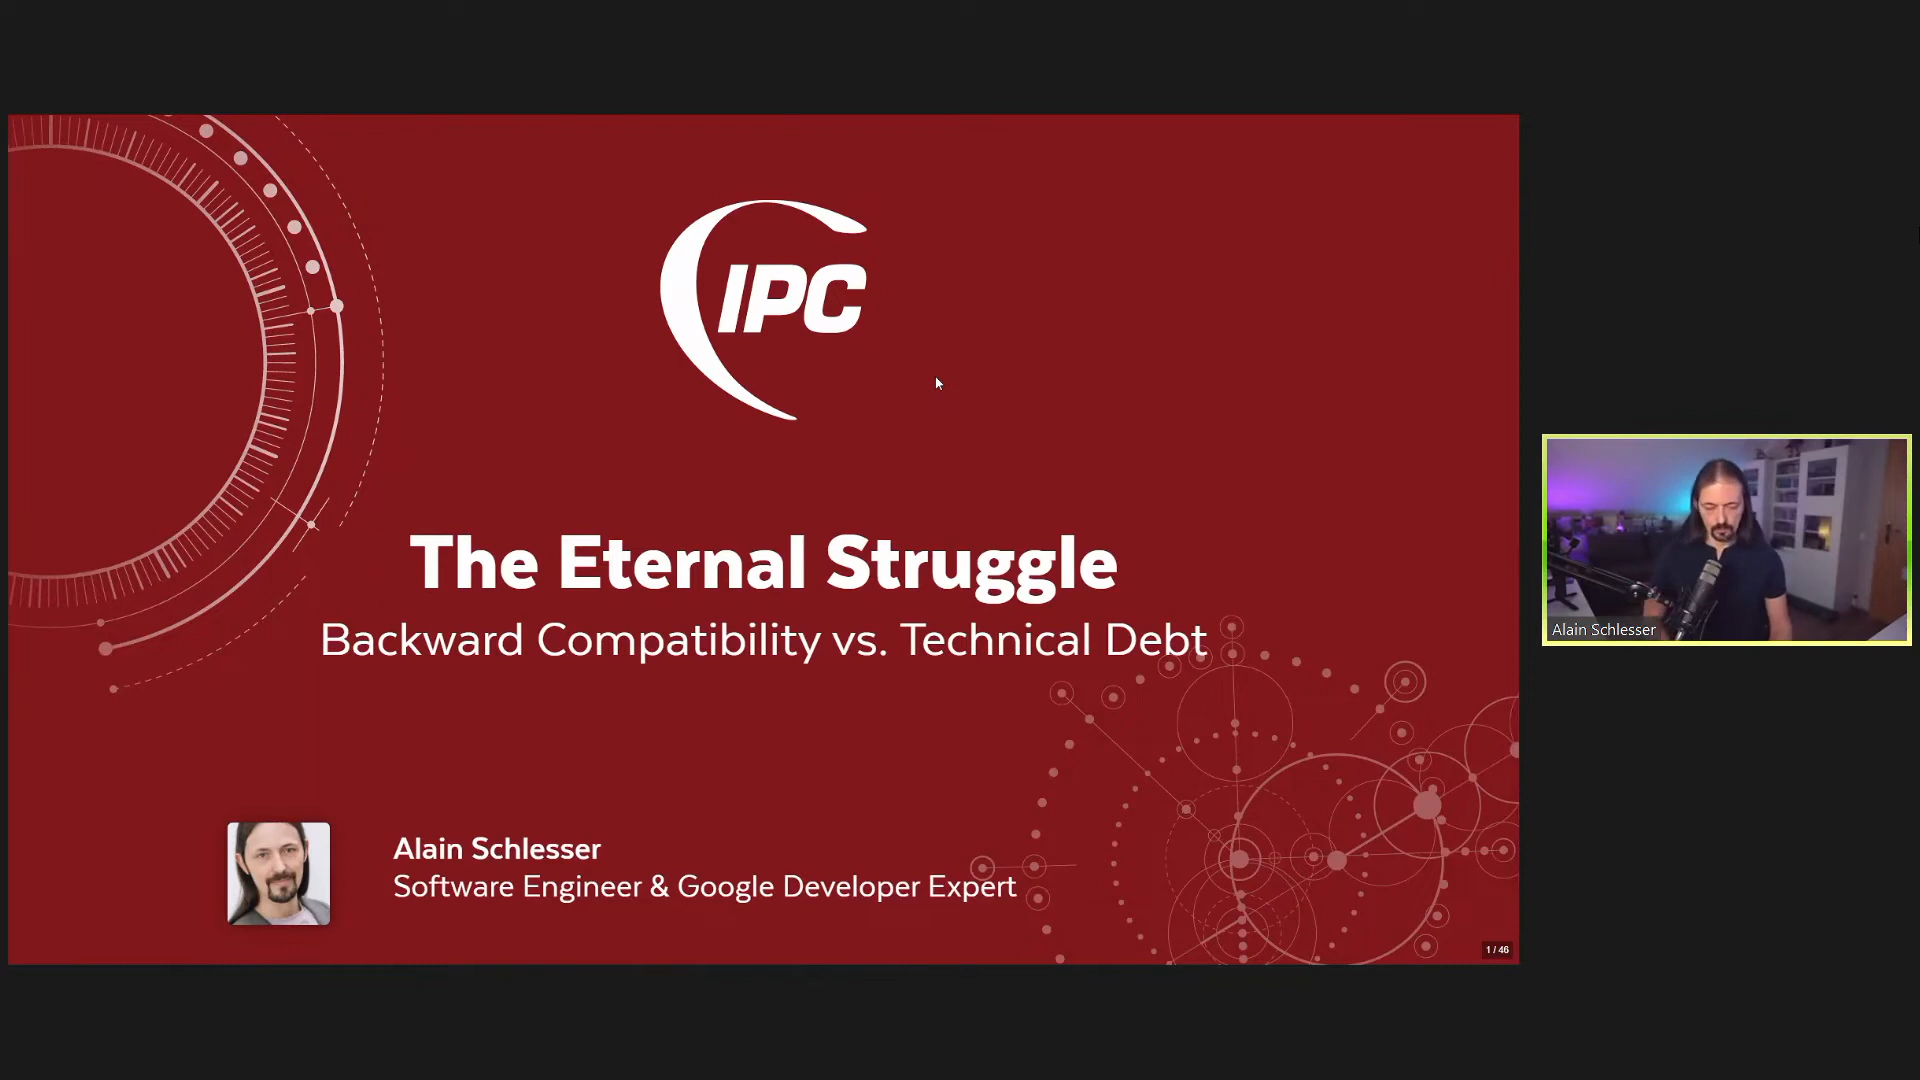 IPC
The Eternal Struggle
Backward Compatibility vs. Technical Debt
Alain Schlesser
Software Engineer & Google Developer Expert
1 / 46
Alain Schlesser